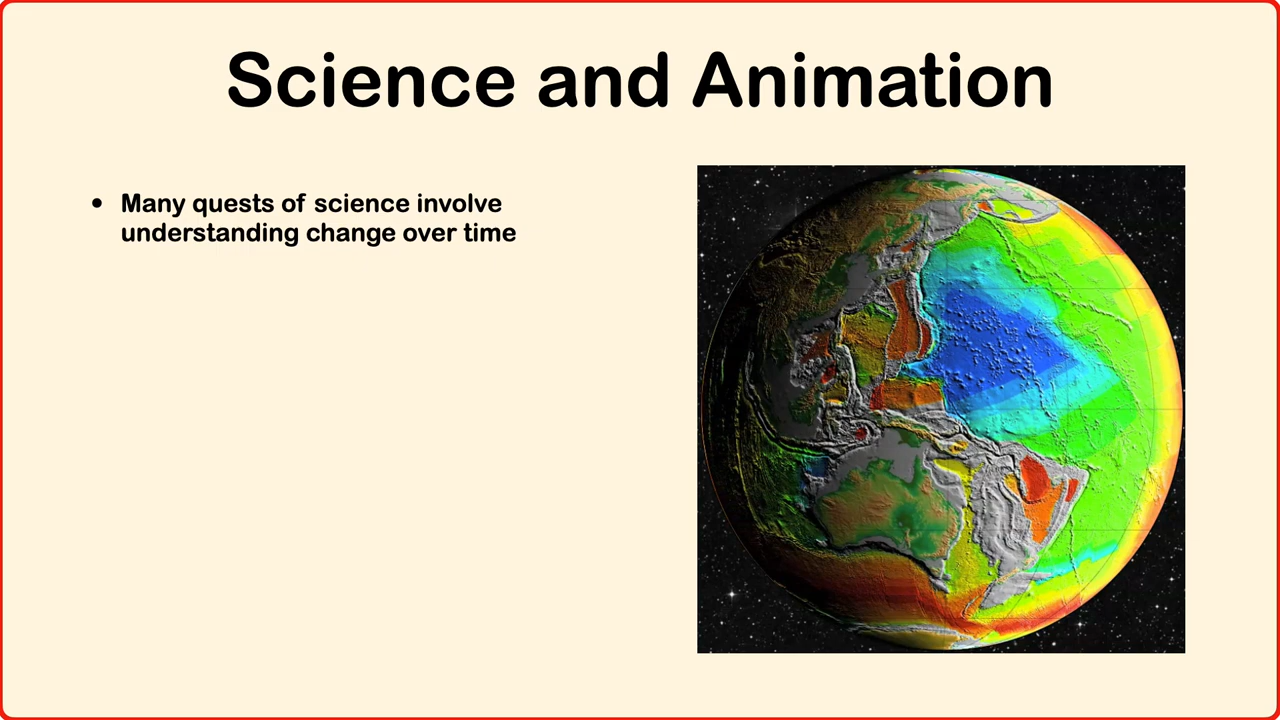 Science and Animation
• Many quests of science involve
understanding change over time